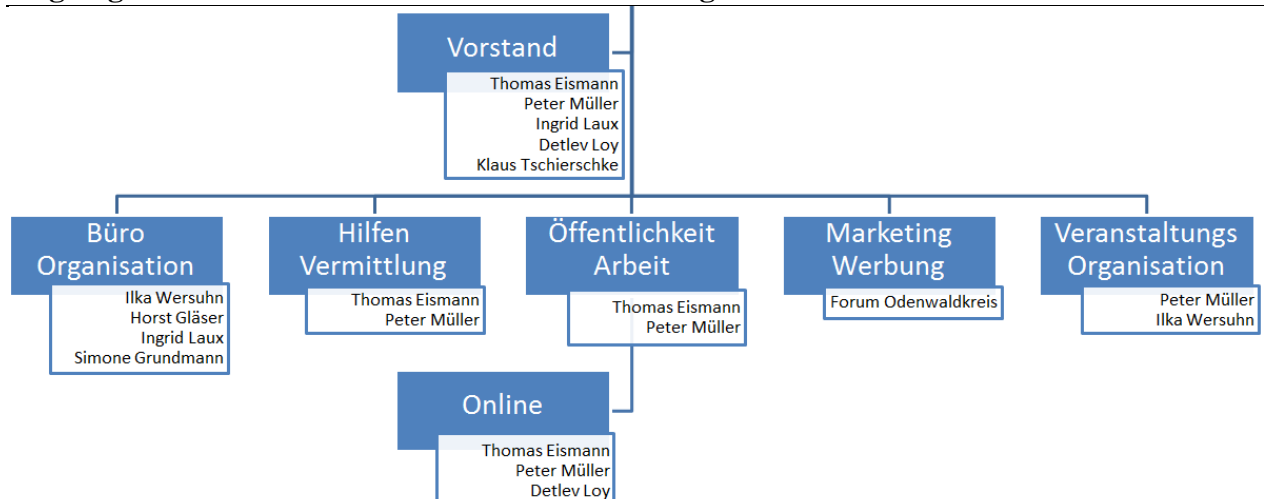 Vorstand
Thomas Eismann
Peter Müller
Ingrid Laux
Detlev Loy
Klaus Tschierschke
Büro
Organisation
Ilka Wersuhn
Horst Gläser
Ingrid Laux
Simone Grundmann
Hilfen
Vermittlung
Thomas Eismann
Peter Müller
Öffentlichkeit
Arbeit
Thomas Eismann
Peter Müller
Marketing
Werbung
Forum Odenwaldkreis
Veranstaltungs
Organisation
Peter Müller
Ilka Wersuhn
Online
Thomas Eismann
Peter Müller
Detlev Loy